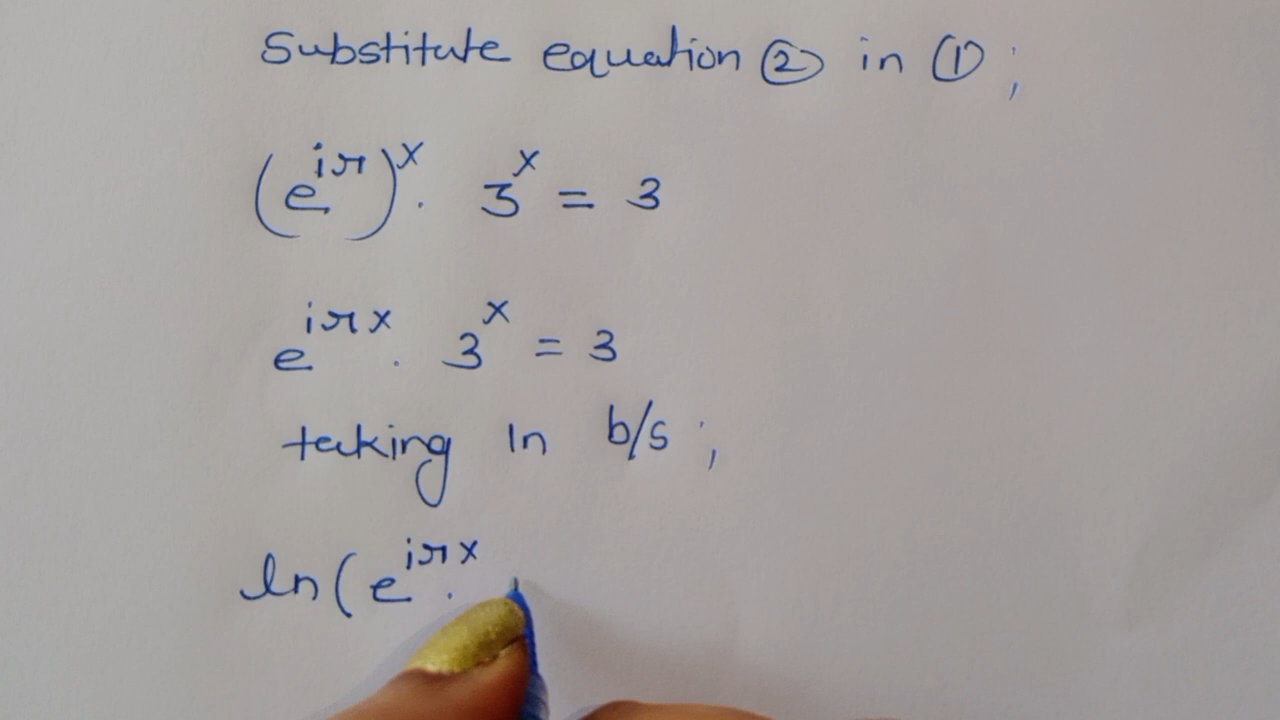 Substitute equation ② in ① ;
(e^{iπ})^x . 3^x = 3
e^{iπx} . 3^x = 3
taking ln b/s ;
ln(e^{iπx} .